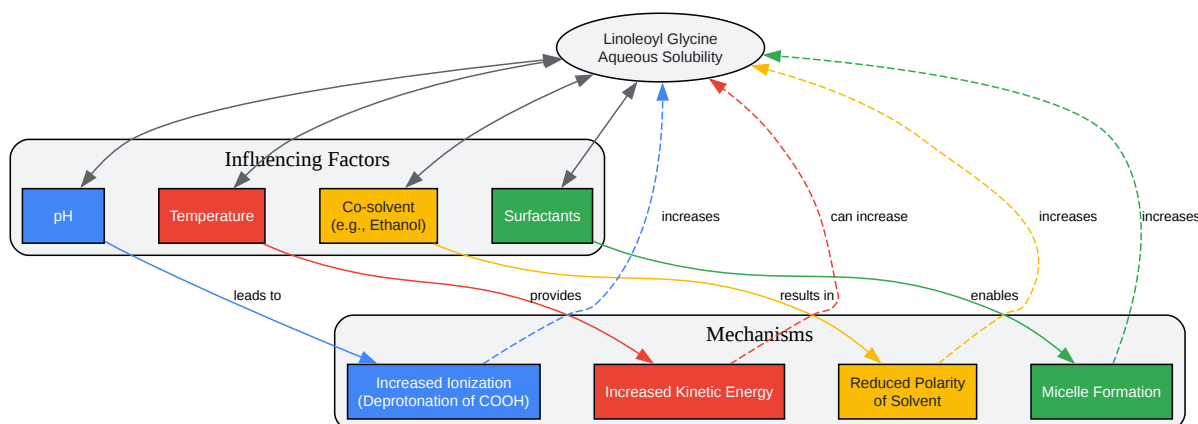 Linoleoyl Glycine
Aqueous Solubility
Influencing Factors
pH
Temperature
Co-solvent
(e.g., Ethanol)
Surfactants
increases
can increase
increases
increases
leads to
provides
results in
enables
Mechanisms
Increased Ionization
(Deprotonation of COOH)
Increased Kinetic Energy
Reduced Polarity
of Solvent
Micelle Formation